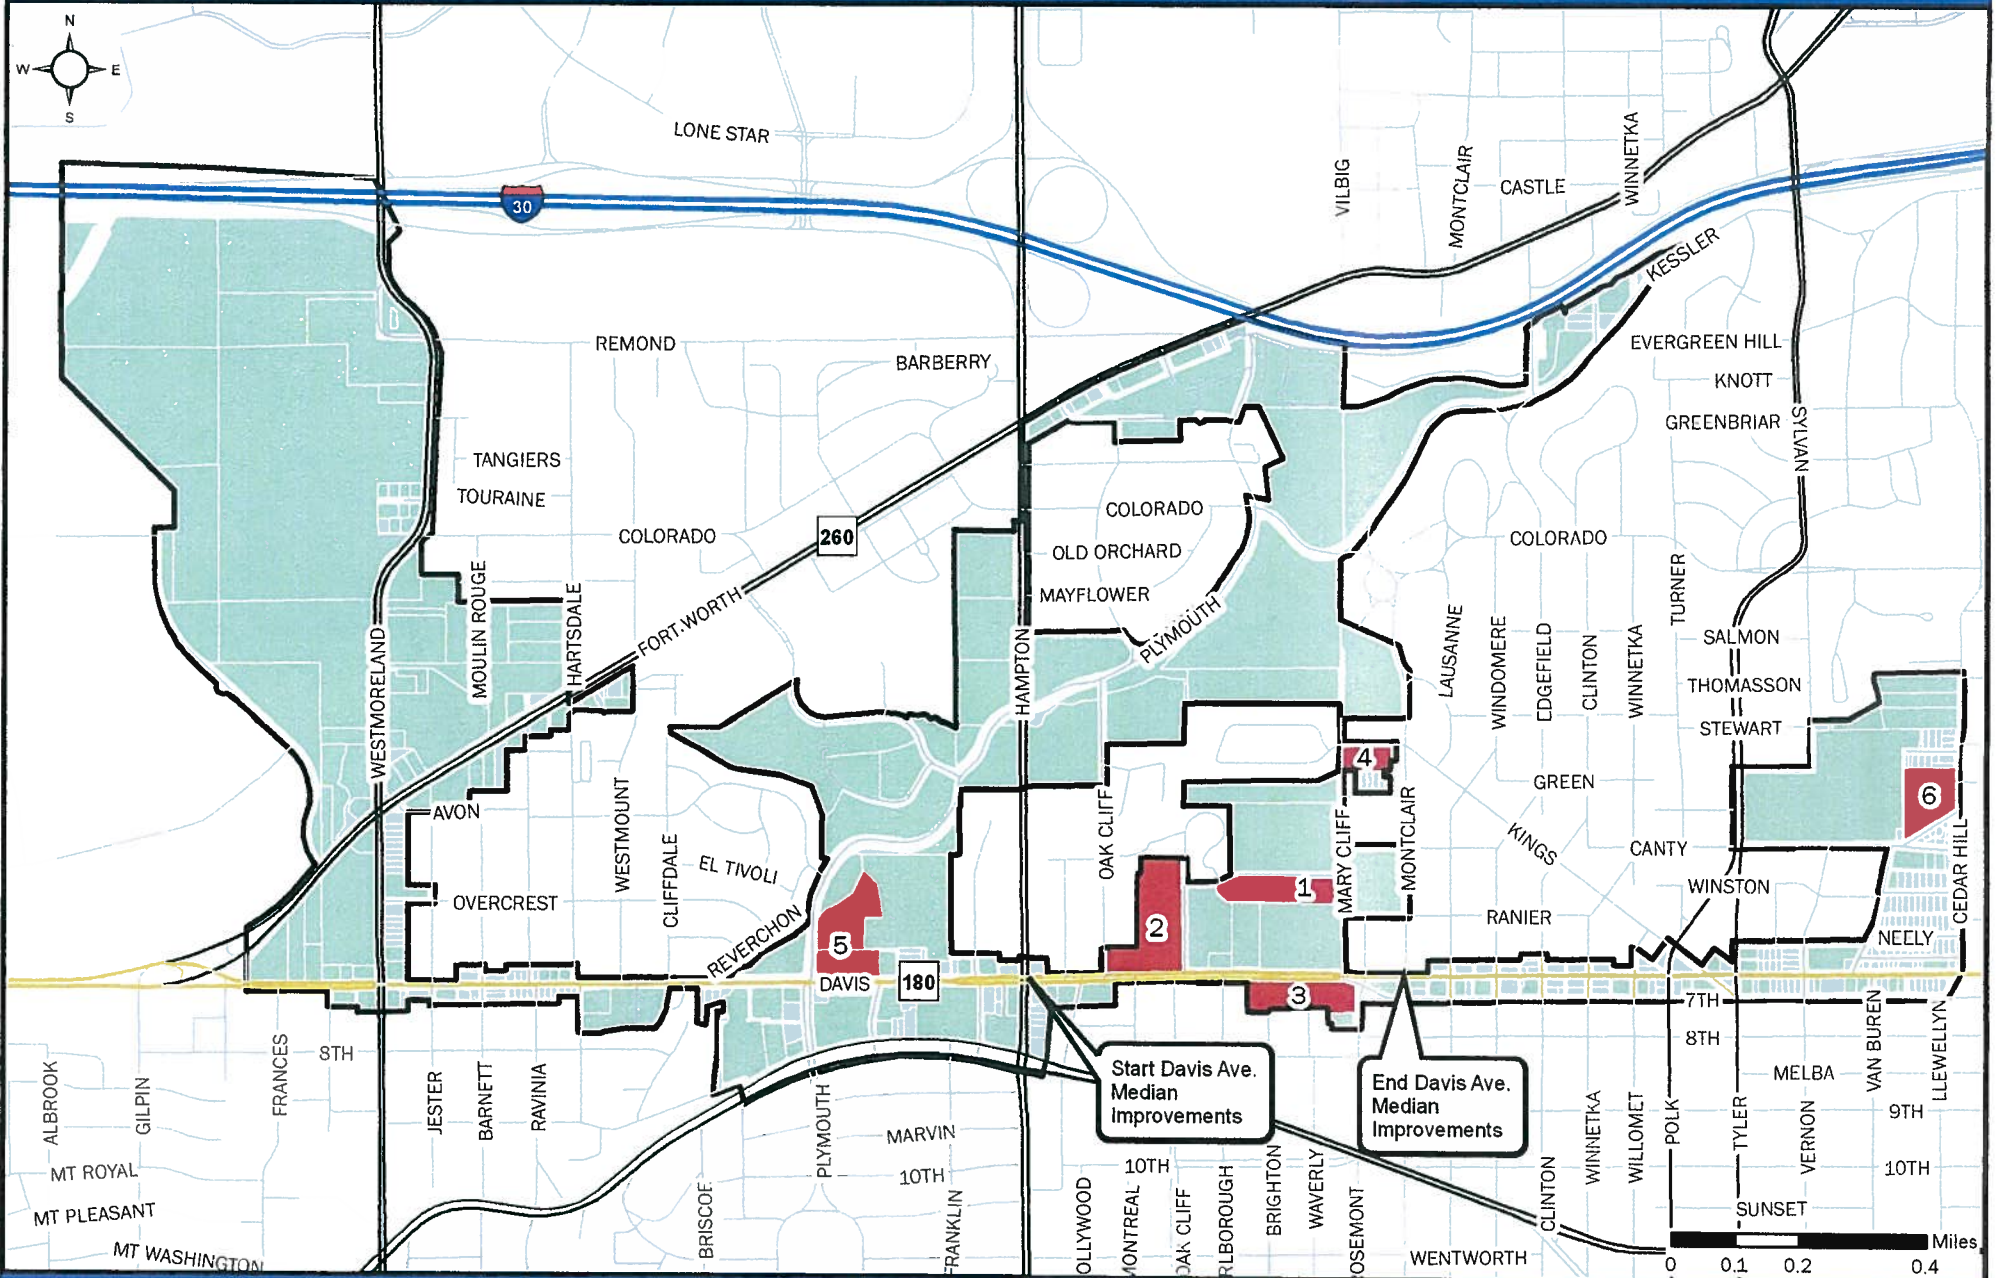 N
W E
S
LONE STAR
30
VILBIG
MONTCLAIR
CASTLE
WINNETKA
KESSLER
REMOND
BARBERRY
EVERGREEN HILL
KNOTT
GREENBRIAR
SYLVAN
TANGIERS
TOURAINE
COLORADO
260
COLORADO
OLD ORCHARD
MAYFLOWER
COLORADO
MOULIN ROUGE
HARTSDALE
FORT WORTH
PLYMOUTH
WESTMORELAND
HAMPTON
LAUSANNE
WINDOMERE
EDGEFIELD
CLINTON
WINNETKA
TURNER
SALMON
THOMASSON
STEWART
4
6
AVON
WESTMOUNT
CLIFFDALE
EL TIVOLI
OAK CLIFF
MARY CLIFF
MONTCLAIR
GREEN
KINGS
CANTY
WINSTON
CEDAR HILL
OVERCREST
REVERCHON
1
2
5
RANIER
NEELY
DAVIS
180
3
7TH
8TH
8TH
FRANCES
ALBROOK
GILPIN
JESTER
BARNETT
RAVINIA
PLYMOUTH
Start Davis Ave.
Median
Improvements
End Davis Ave.
Median
Improvements
MELBA
VAN BUREN
LLEWELLYN
WINNETKA
WILLOMET
POLK
TYLER
VERNON
9TH
MARVIN
10TH
10TH
10TH
MT ROYAL
MT PLEASANT
MT WASHINGTON
BRISCOE
FRANKLIN
OLLYWOOD
MONTREAL
OAK CLIFF
RLBOROUGH
BRIGHTON
WAVERLY
ROSEMONT
CLINTON
SUNSET
WENTWORTH
Miles
0 0.1 0.2 0.4